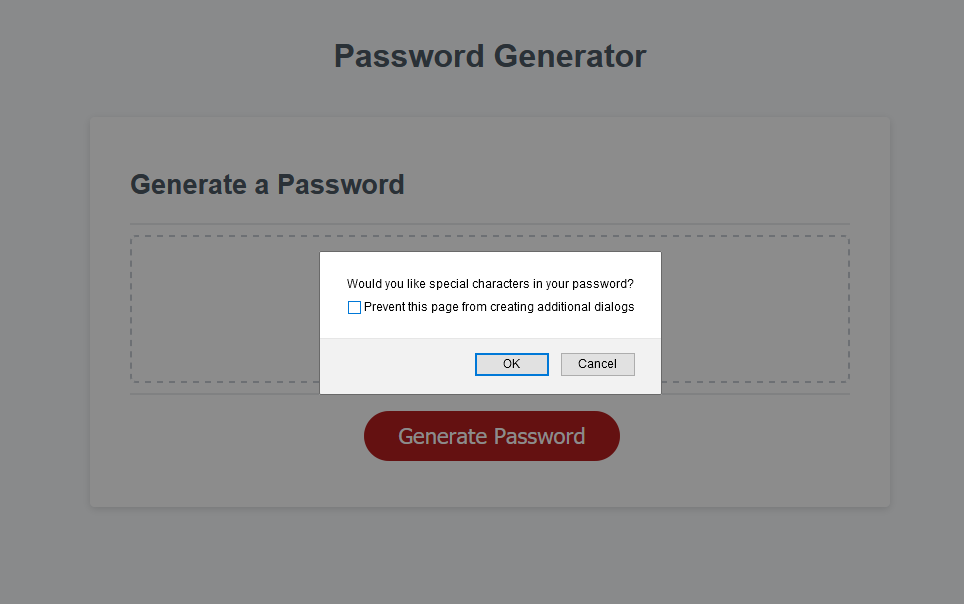 Password Generator
Generate a Password
Would you like special characters in your password?
Prevent this page from creating additional dialogs
OK Cancel
Generate Password